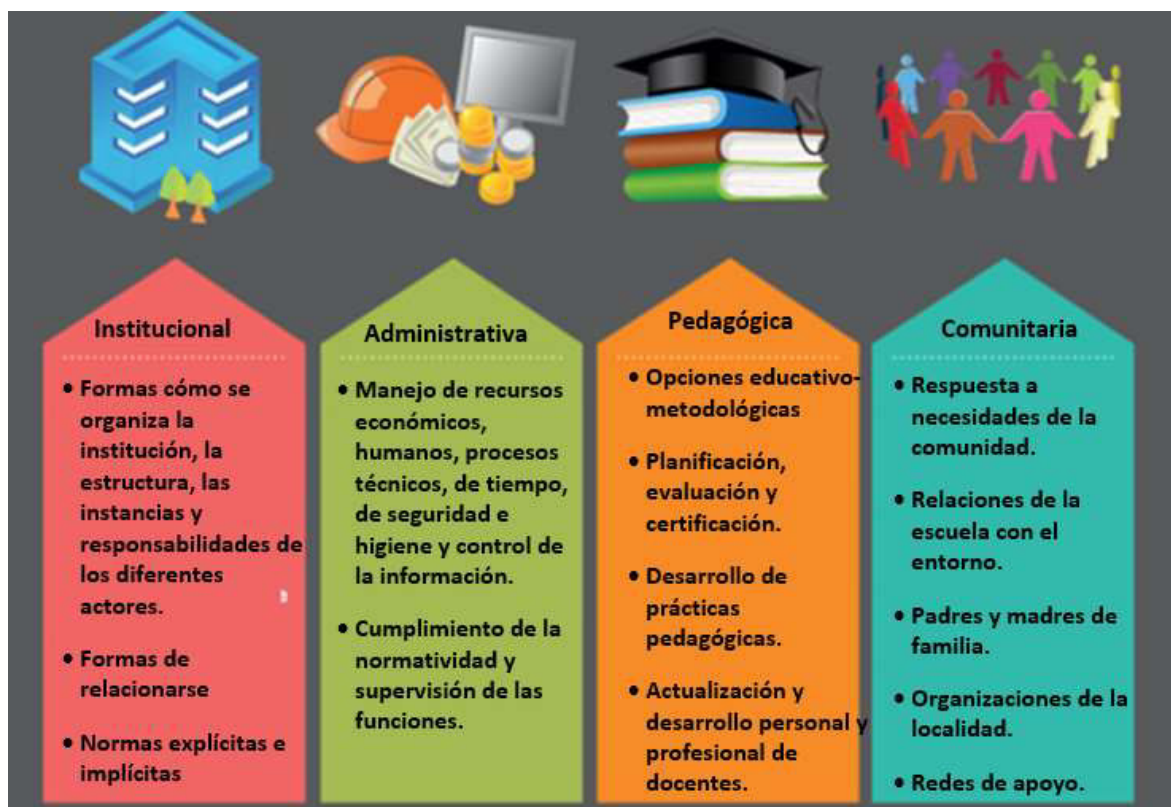 Institucional
• Formas cómo se
organiza la
institución, la
estructura, las
instancias y
responsabilidades de
los diferentes
actores.
• Formas de
relacionarse
• Normas explícitas e
implícitas
Administrativa
• Manejo de recursos
económicos,
humanos, procesos
técnicos, de tiempo,
de seguridad e
higiene y control de
la información.
• Cumplimiento de la
normatividad y
supervisión de las
funciones.
Pedagógica
• Opciones educativo-
metodológicas
• Planificación,
evaluación y
certificación.
• Desarrollo de
prácticas
pedagógicas.
• Actualización y
desarrollo personal y
profesional de
docentes.
Comunitaria
• Respuesta a
necesidades de la
comunidad.
• Relaciones de la
escuela con el
entorno.
• Padres y madres de
familia.
• Organizaciones de la
localidad.
• Redes de apoyo.